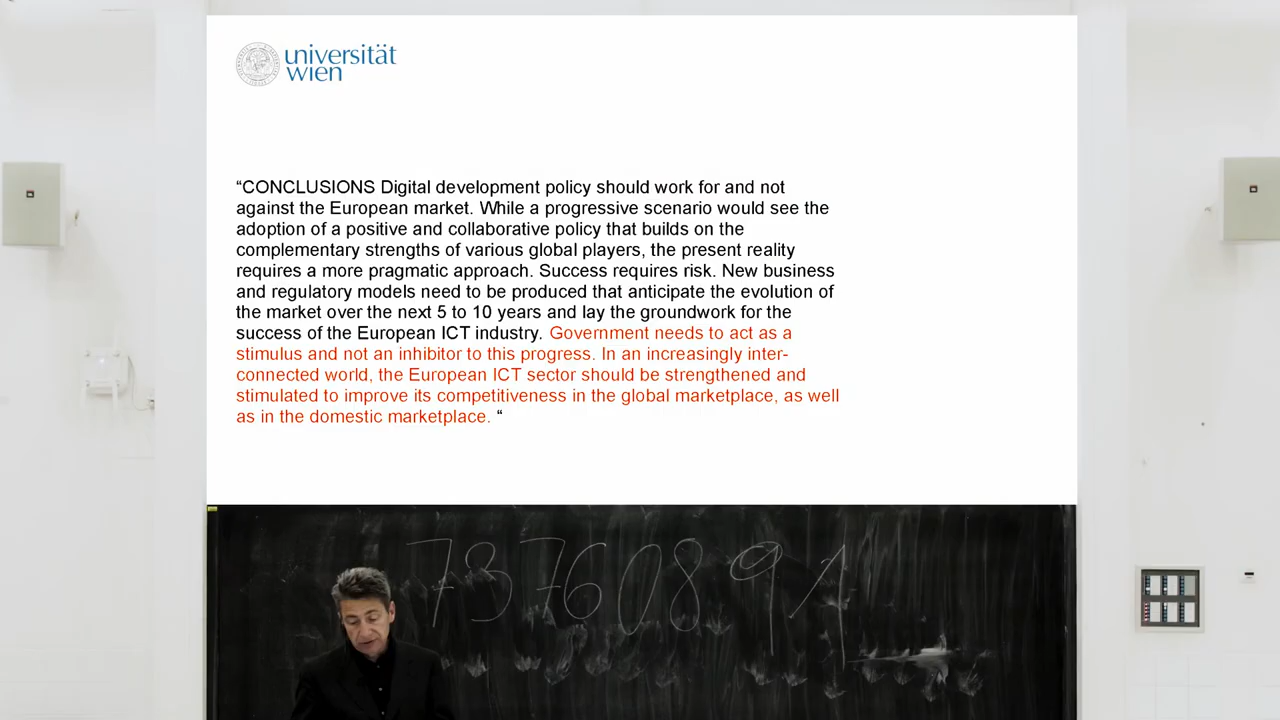 universität
wien
“CONCLUSIONS Digital development policy should work for and not
against the European market. While a progressive scenario would see the
adoption of a positive and collaborative policy that builds on the
complementary strengths of various global players, the present reality
requires a more pragmatic approach. Success requires risk. New business
and regulatory models need to be produced that anticipate the evolution of
the market over the next 5 to 10 years and lay the groundwork for the
success of the European ICT industry. Government needs to act as a
stimulus and not an inhibitor to this progress. In an increasingly inter-
connected world, the European ICT sector should be strengthened and
stimulated to improve its competitiveness in the global marketplace, as well
as in the domestic marketplace. “
73760891